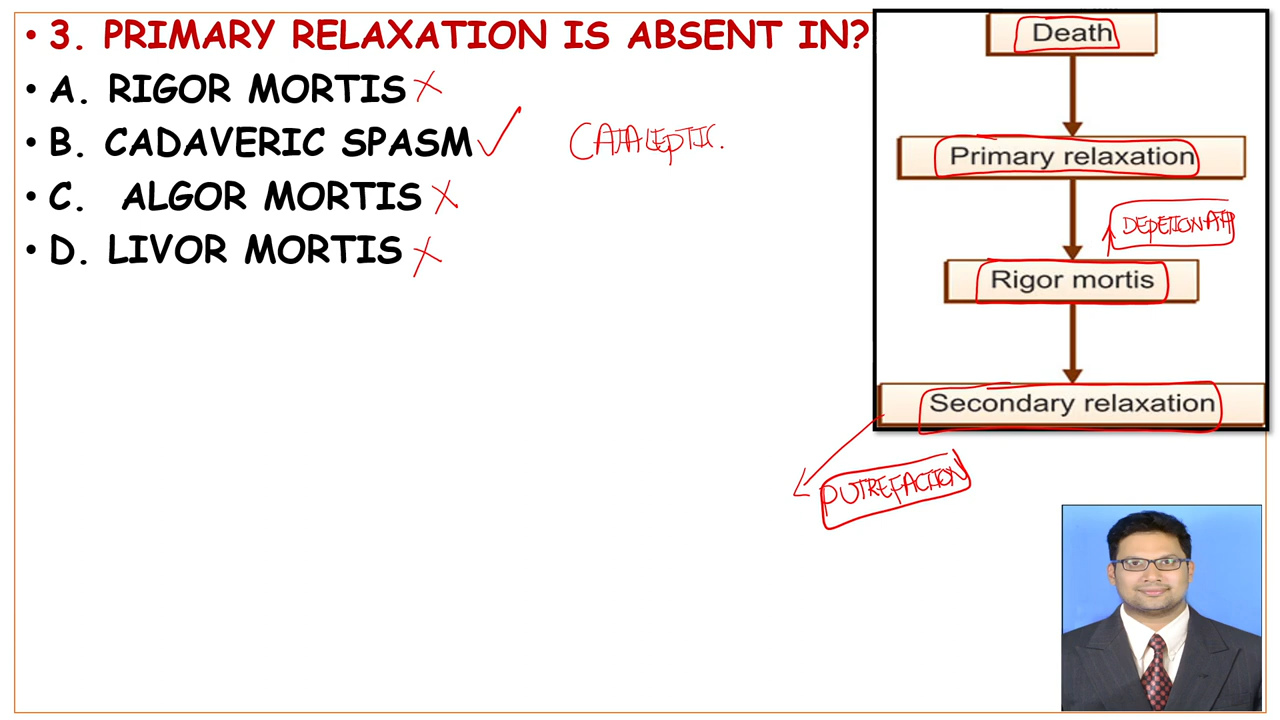 • 3. PRIMARY RELAXATION IS ABSENT IN?
• A. RIGOR MORTIS
• B. CADAVERIC SPASM
CATALEPTIC.
• C. ALGOR MORTIS
• D. LIVOR MORTIS
Death
Primary relaxation
Rigor mortis
Secondary relaxation
PUTREFACTION